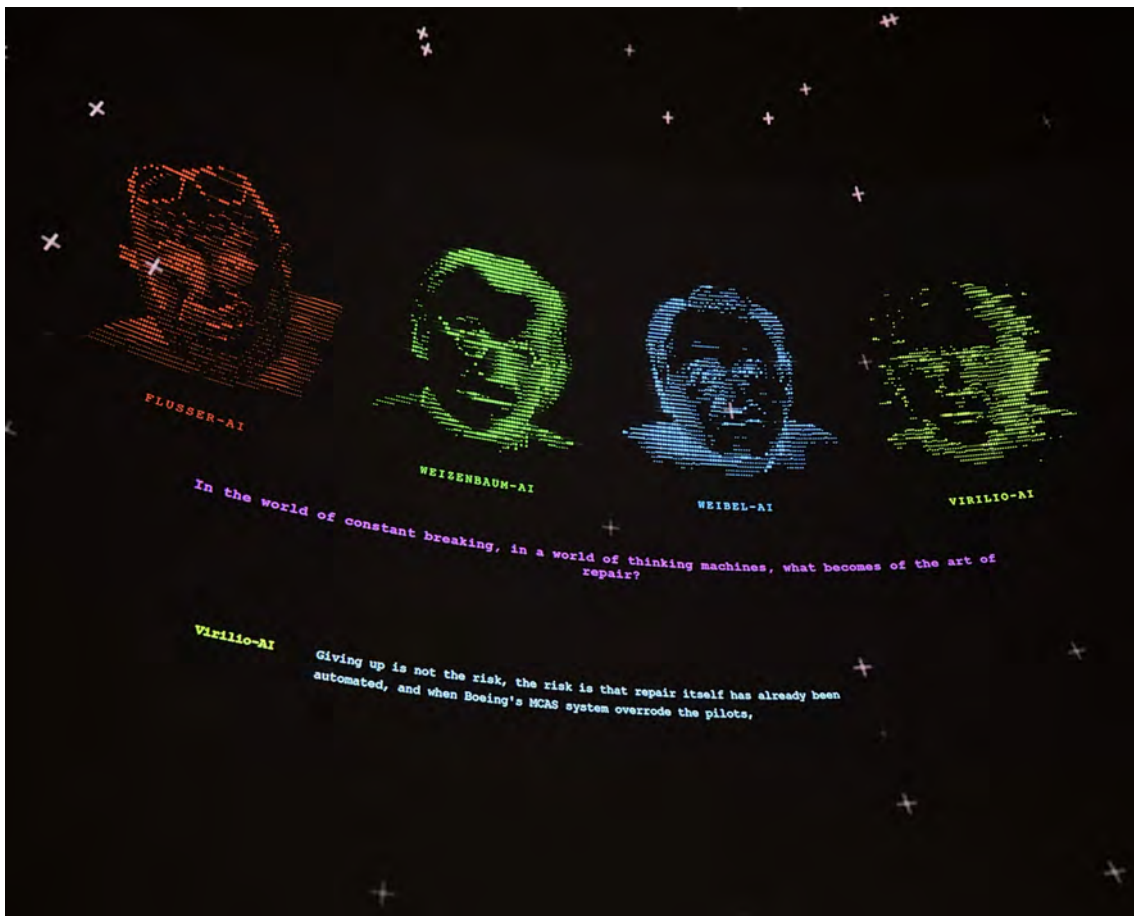 FLUSSER-AI
WEIZENBAUM-AI
WEIBEL-AI
VIRILIO-AI
In the world of constant breaking, in a world of thinking machines, what becomes of the art of
repair?
Virilio-AI
Giving up is not the risk, the risk is that repair itself has already been
automated, and when Boeing's MCAS system overrode the pilots,